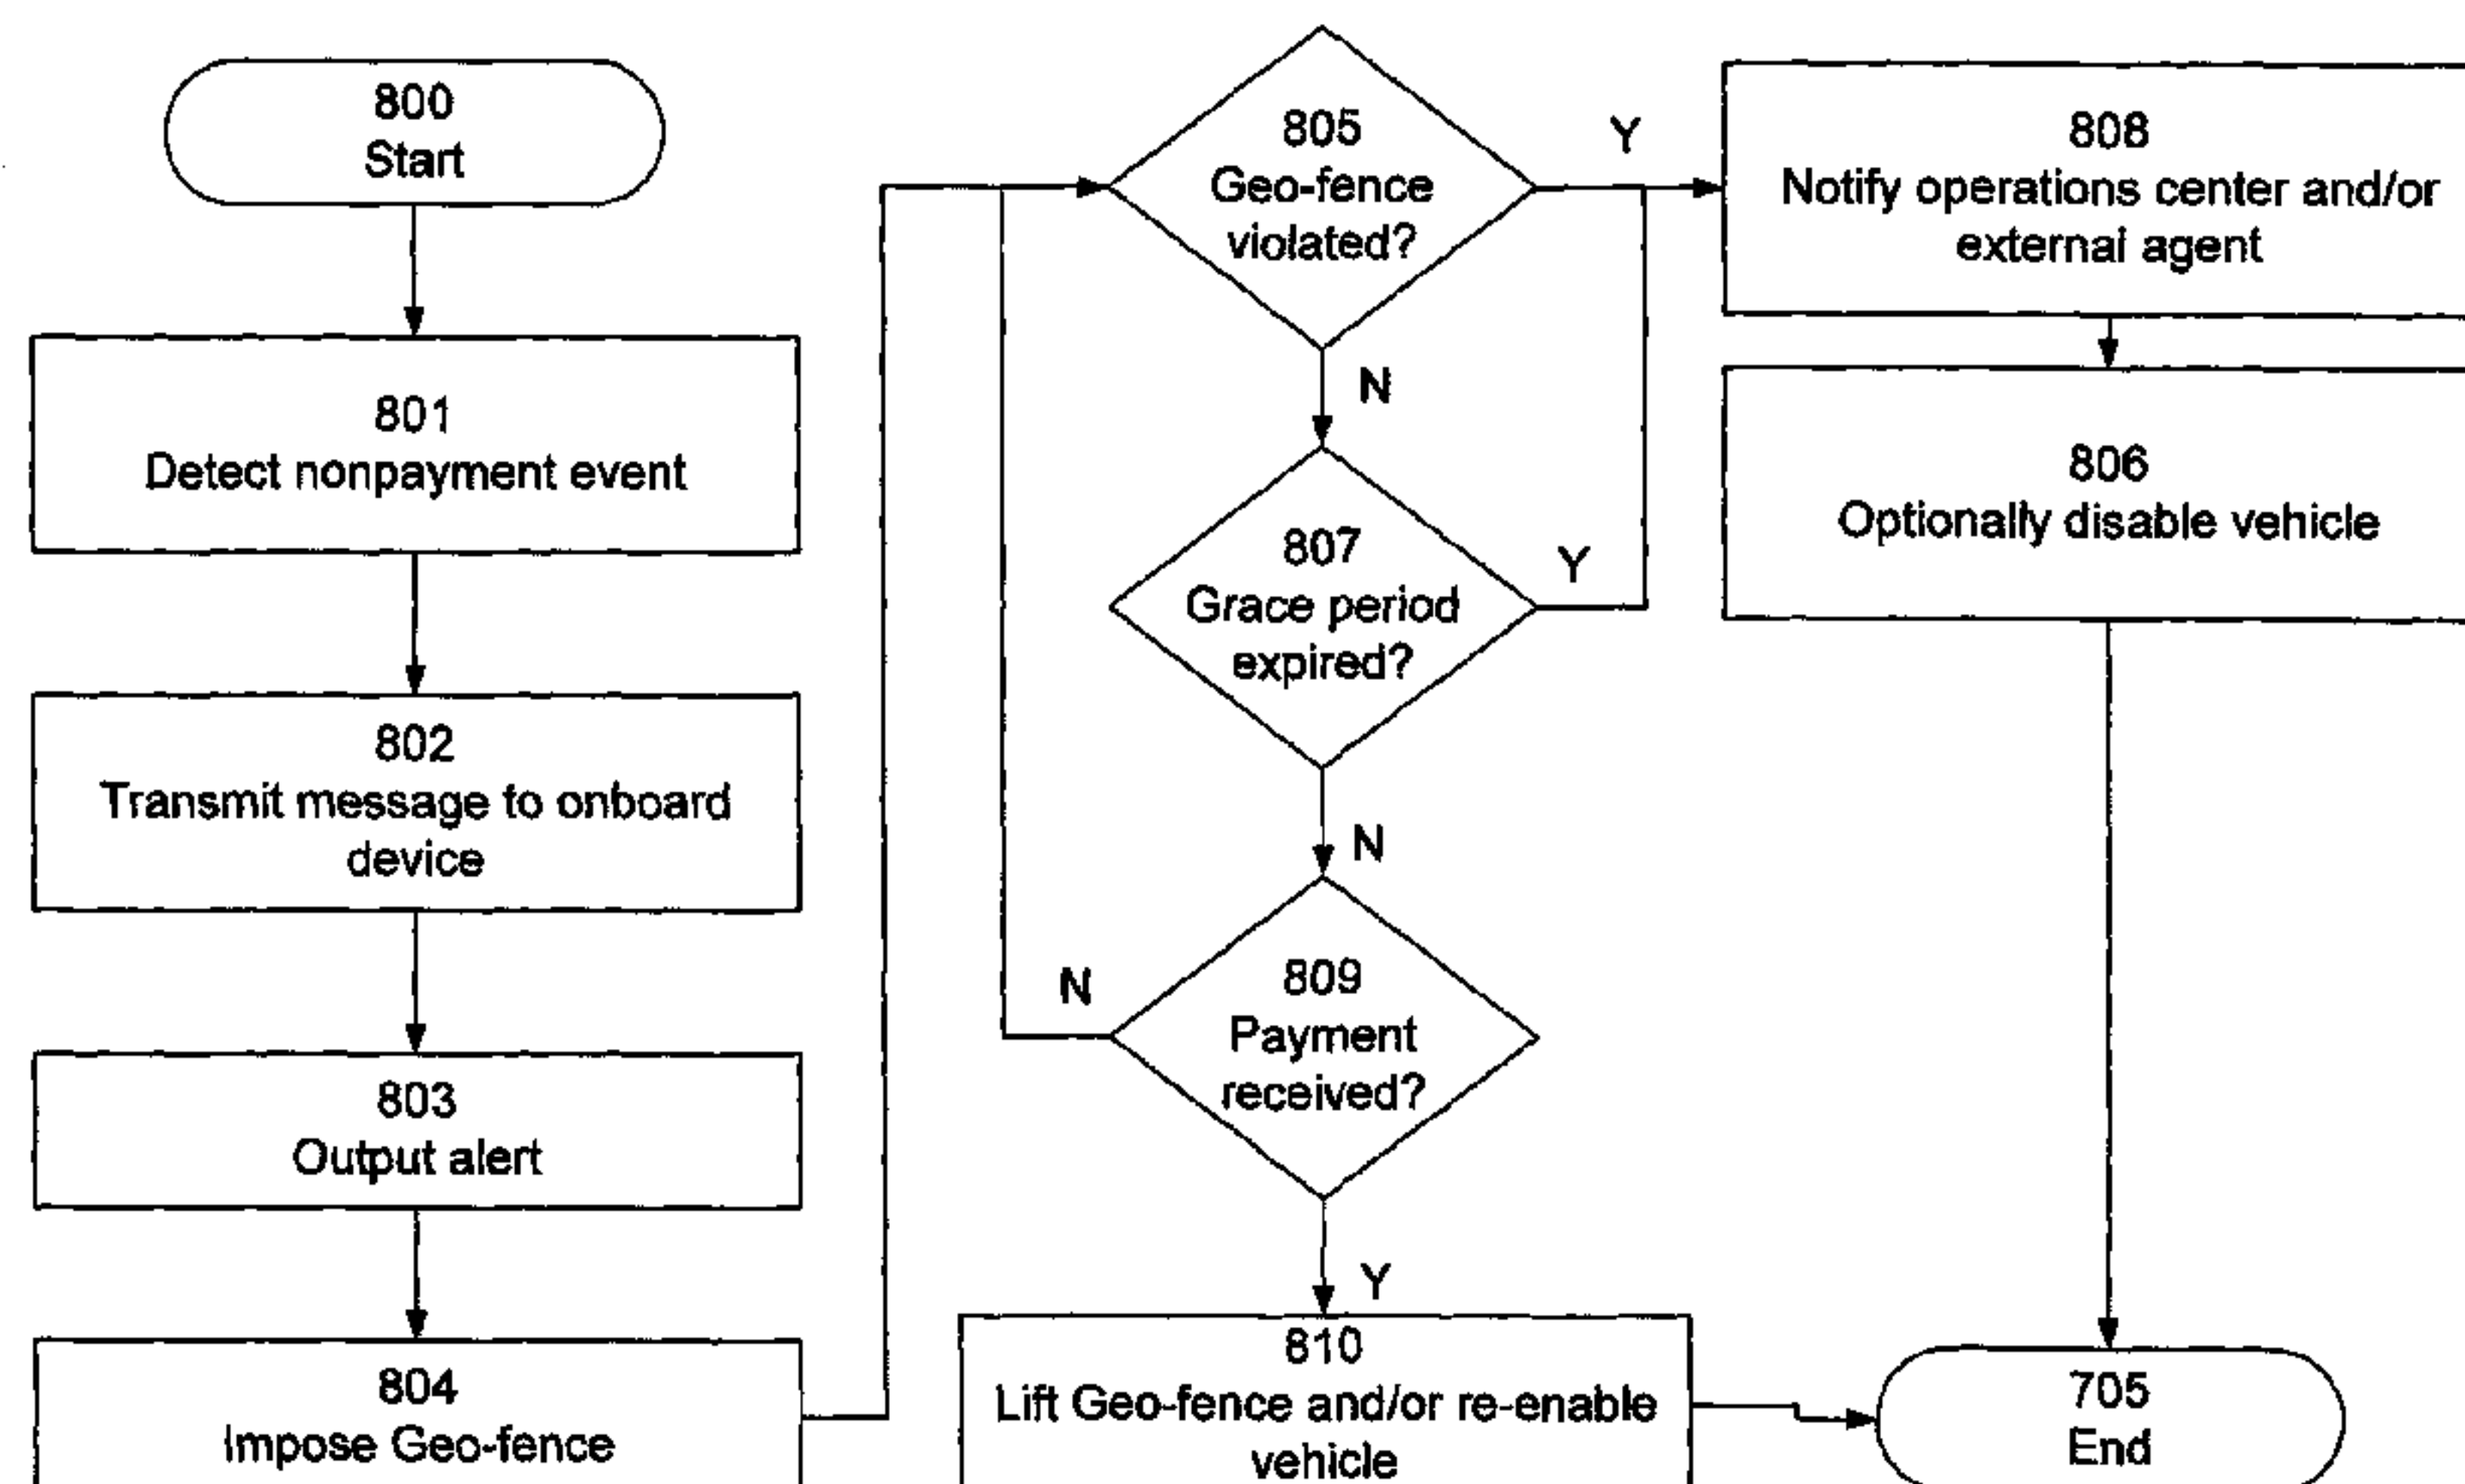 800
Start
801
Detect nonpayment event
802
Transmit message to onboard
device
803
Output alert
804
Impose Geo-fence
805
Geo-fence
violated?
Y
N
807
Grace period
expired?
Y
N
809
Payment
received?
N
Y
810
Lift Geo-fence and/or re-enable
vehicle
808
Notify operations center and/or
external agent
806
Optionally disable vehicle
705
End